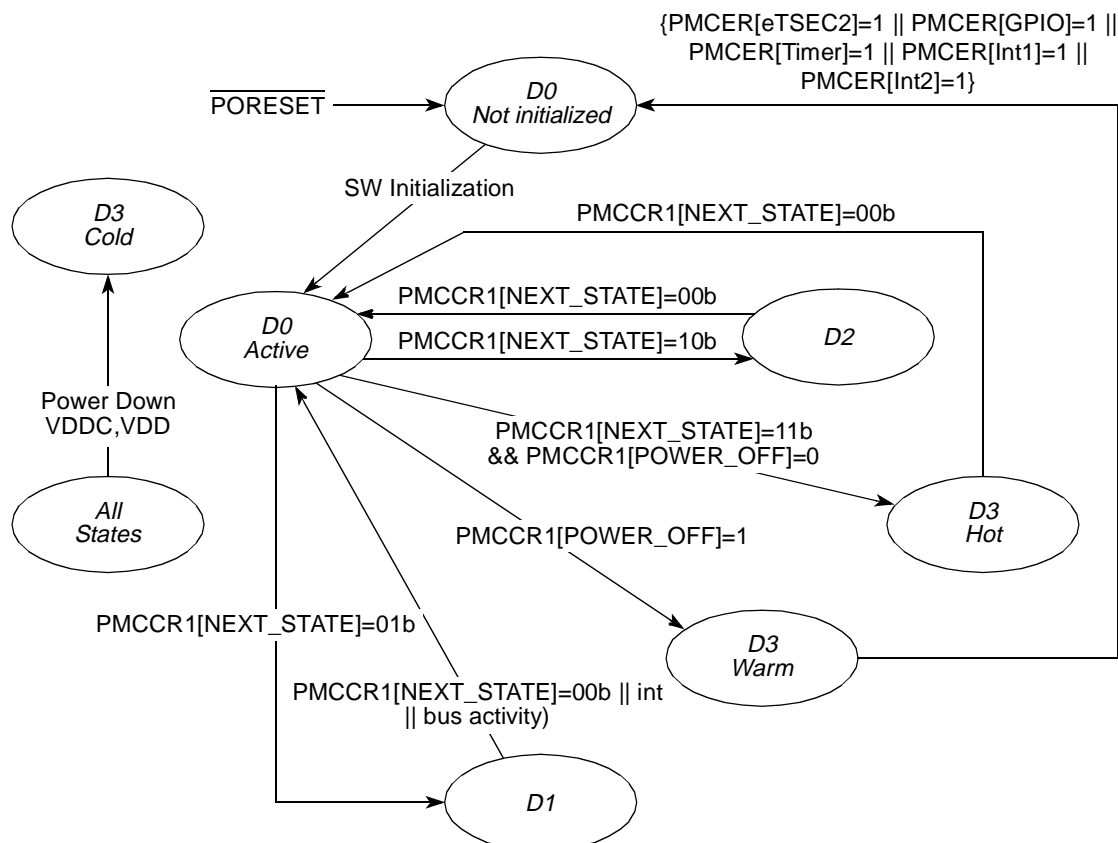 {PMCER[eTSEC2]=1 || PMCER[GPIO]=1 ||
PMCER[Timer]=1 || PMCER[Int1]=1 ||
PMCER[Int2]=1}
PORESET
D0
Not initialized
SW Initialization
D3
Cold
PMCCR1[NEXT_STATE]=00b
PMCCR1[NEXT_STATE]=00b
D0
Active
D2
PMCCR1[NEXT_STATE]=10b
Power Down
VDDC,VDD
PMCCR1[NEXT_STATE]=11b
&& PMCCR1[POWER_OFF]=0
All
States
D3
Hot
PMCCR1[POWER_OFF]=1
PMCCR1[NEXT_STATE]=01b
D3
Warm
PMCCR1[NEXT_STATE]=00b || int
|| bus activity)
D1